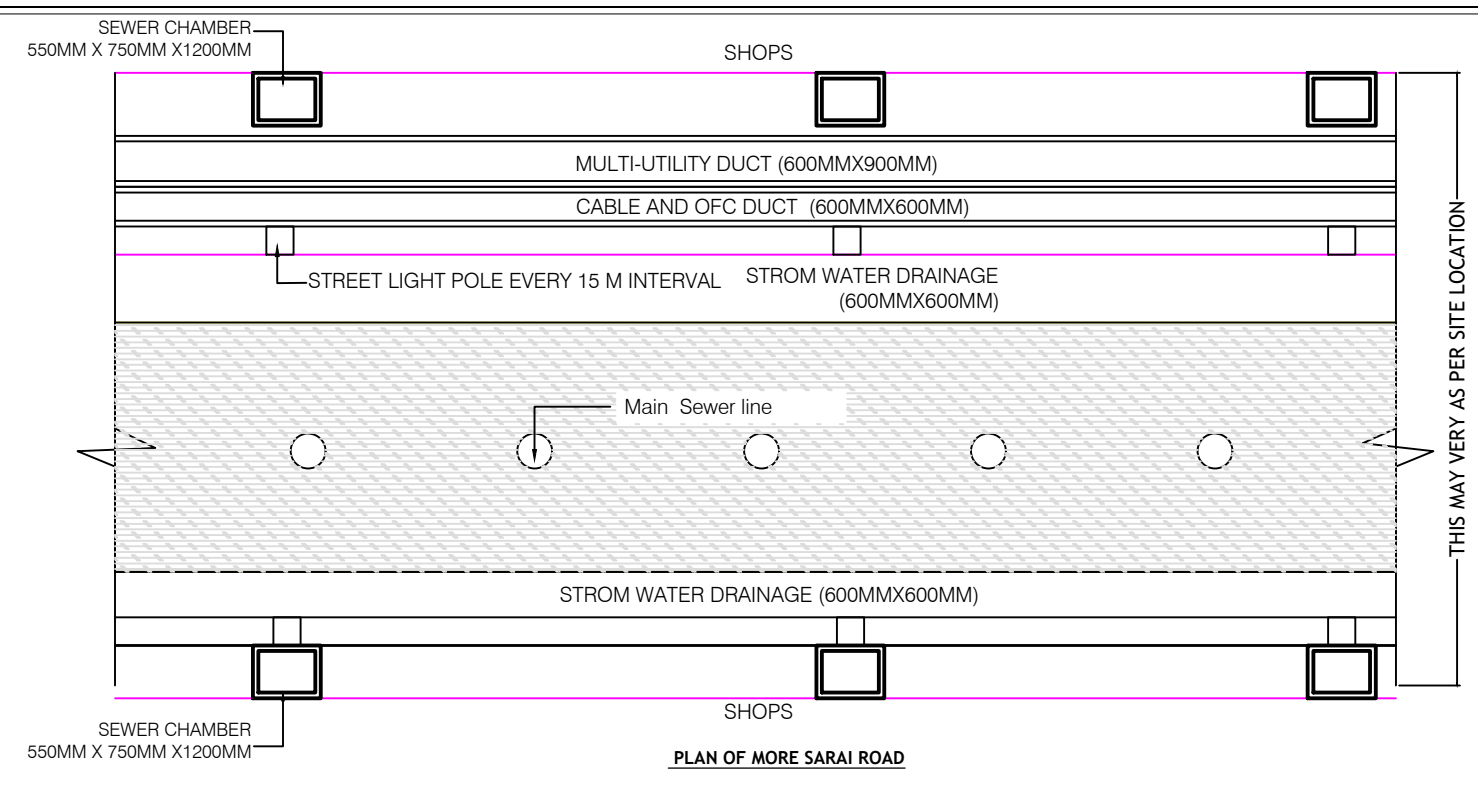 SEWER CHAMBER
550MM X 750MM X1200MM
SHOPS
MULTI-UTILITY DUCT (600MMX900MM)
CABLE AND OFC DUCT (600MMX600MM)
STREET LIGHT POLE EVERY 15 M INTERVAL
STROM WATER DRAINAGE
(600MMX600MM)
THIS MAY VERY AS PER SITE LOCATION
Main Sewer line
STROM WATER DRAINAGE (600MMX600MM)
SHOPS
SEWER CHAMBER
550MM X 750MM X1200MM
PLAN OF MORE SARAI ROAD